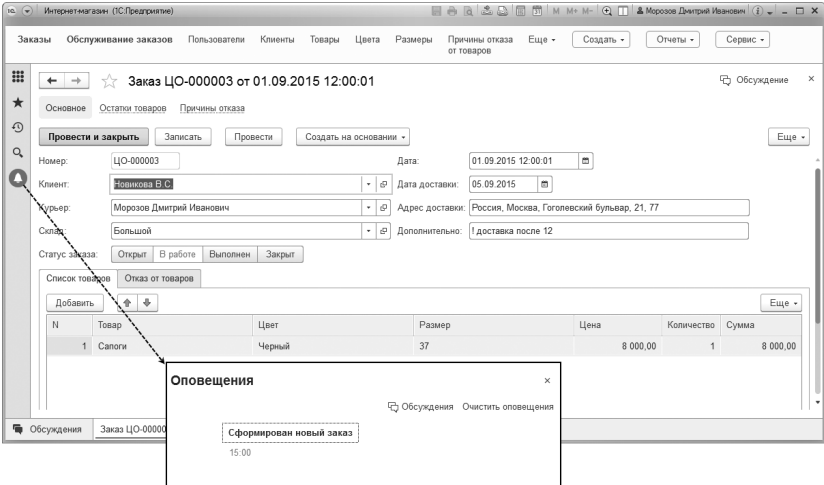 Интернет-магазин (1С:Предприятие)
M M+ M-
Морозов Дмитрий Иванович
Заказы Обслуживание заказов Пользователи Клиенты Товары Цвета Размеры Причины отказа от товаров Еще Создать Отчеты Сервис
Заказ ЦО-000003 от 01.09.2015 12:00:01
Обсуждение
Основное Остатки товаров Причины отказа
Провести и закрыть Записать Провести Создать на основании Еще
Номер: ЦО-000003 Дата: 01.09.2015 12:00:01
Клиент: Новикова В.С. Дата доставки: 05.09.2015
Курьер: Морозов Дмитрий Иванович Адрес доставки: Россия, Москва, Гоголевский бульвар, 21, 77
Склад: Большой Дополнительно: ! доставка после 12
Статус заказа: Открыт В работе Выполнен Закрыт
Список товаров Отказ от товаров
Добавить Еще
N Товар Цвет Размер Цена Количество Сумма
1 Сапоги Черный 37 8 000,00 1 8 000,00
Оповещения
Обсуждения Очистить оповещения
Сформирован новый заказ
15:00
Обсуждения Заказ ЦО-00000